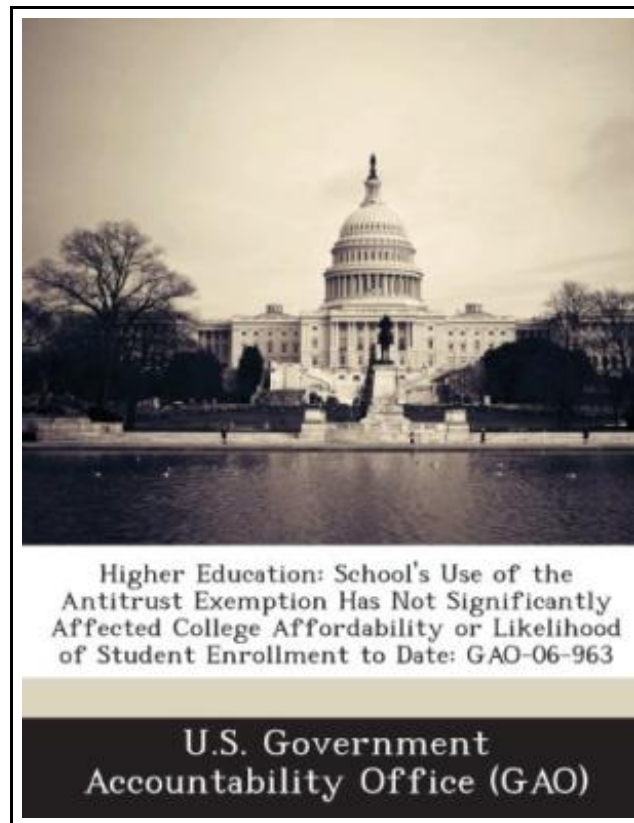 Higher Education: School's Use of the
Antitrust Exemption Has Not Significantly
Affected College Affordability or Likelihood
of Student Enrollment to Date: GAO-06-963
U.S. Government
Accountability Office (GAO)